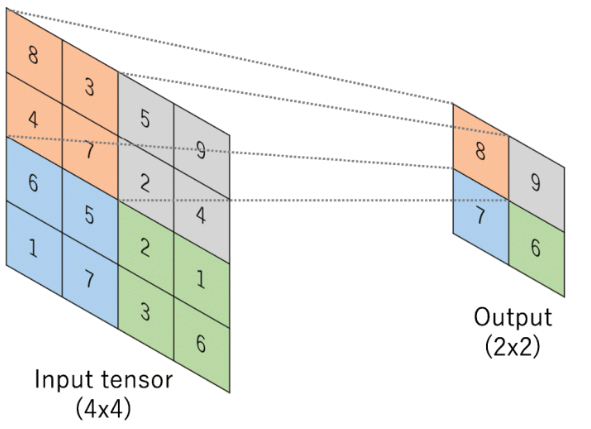 8 3 5 9
4 7 2 4
6 5 2 1
1 7 3 6
Input tensor
(4x4)
8 9
7 6
Output
(2x2)